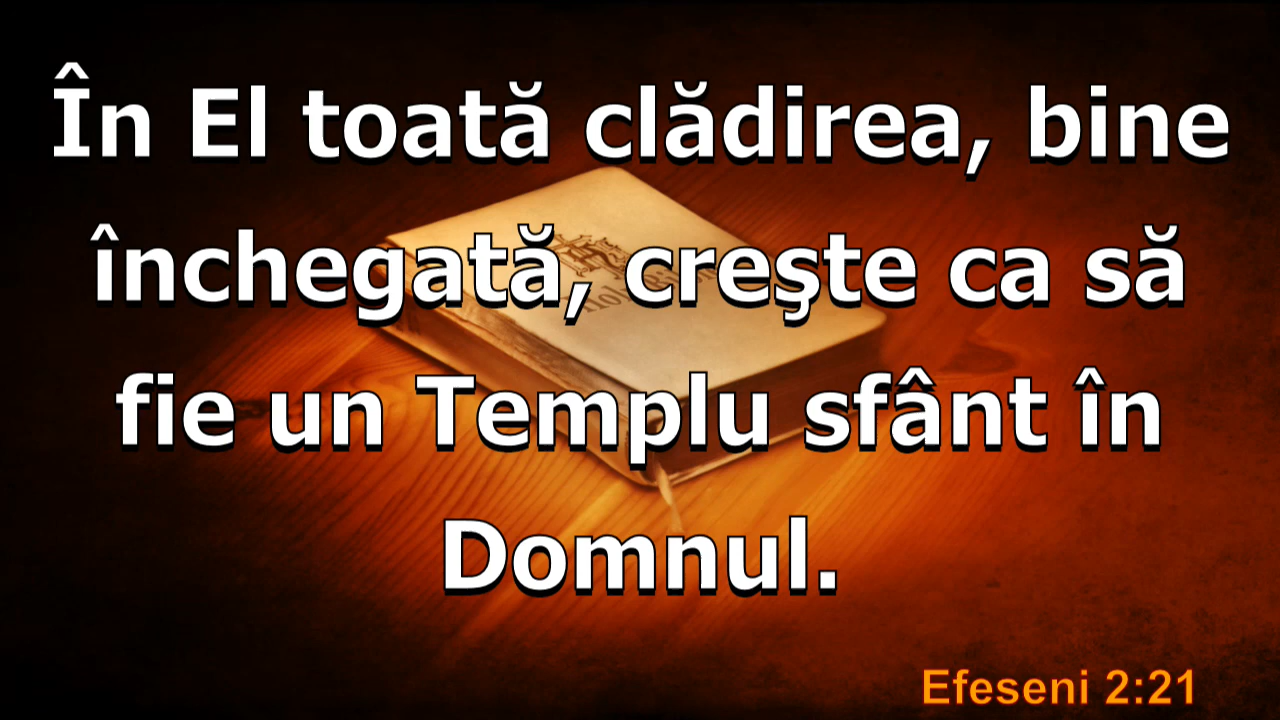 În El toată clădirea, bine
închegată, creşte ca să
fie un Templu sfânt în
Domnul.
Efeseni 2:21